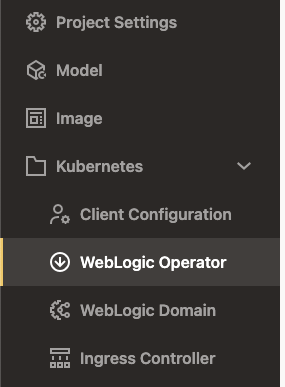 Project Settings
Model
Image
Kubernetes
Client Configuration
WebLogic Operator
WebLogic Domain
Ingress Controller